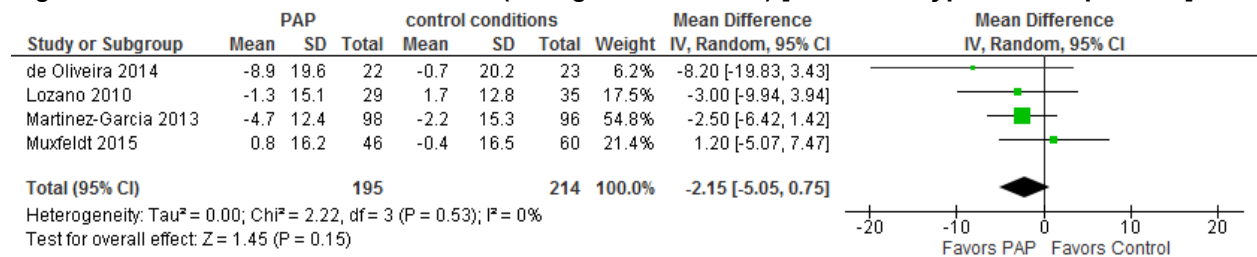 PAP control conditions Mean Difference Mean Difference
Study or Subgroup Mean SD Total Mean SD Total Weight IV, Random, 95% CI IV, Random, 95% CI
de Oliveira 2014 -8.9 19.6 22 -0.7 20.2 23 6.2% -8.20 [-19.83, 3.43]
Lozano 2010 -1.3 15.1 29 1.7 12.8 35 17.5% -3.00 [-9.94, 3.94]
Martinez-Garcia 2013 -4.7 12.4 98 -2.2 15.3 96 54.8% -2.50 [-6.42, 1.42]
Muxfeldt 2015 0.8 16.2 46 -0.4 16.5 60 21.4% 1.20 [-5.07, 7.47]
Total (95% CI) 195 214 100.0% -2.15 [-5.05, 0.75]
Heterogeneity: Tau² = 0.00; Chi² = 2.22, df = 3 (P = 0.53); I² = 0%
Test for overall effect: Z = 1.45 (P = 0.15)
-20 -10 0 10 20
Favors PAP Favors Control